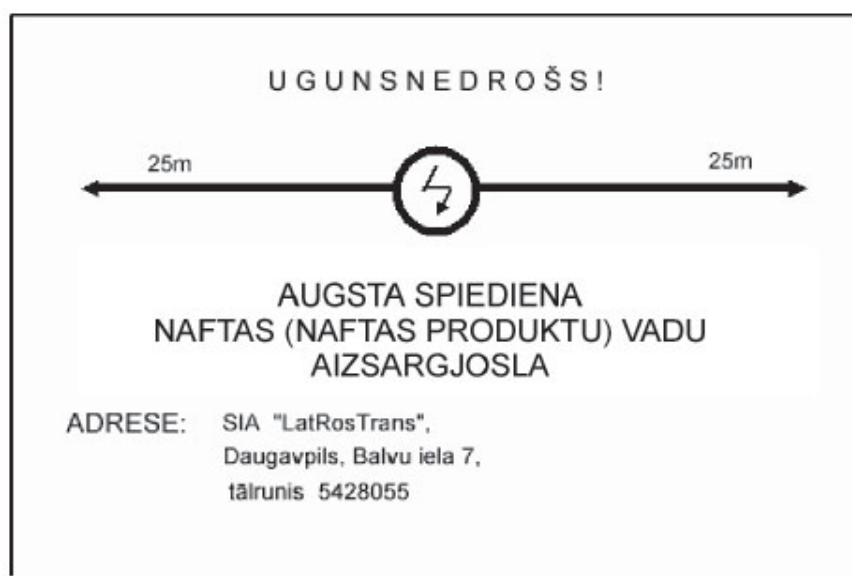 UGUNSNEDROŠS!
25m 25m
AUGSTA SPIEDIENA
NAFTAS (NAFTAS PRODUKTU) VADU
AIZSARGJOSLA
ADRESE: SIA "LatRosTrans",
Daugavpils, Balvu iela 7,
tālrunis 5428055